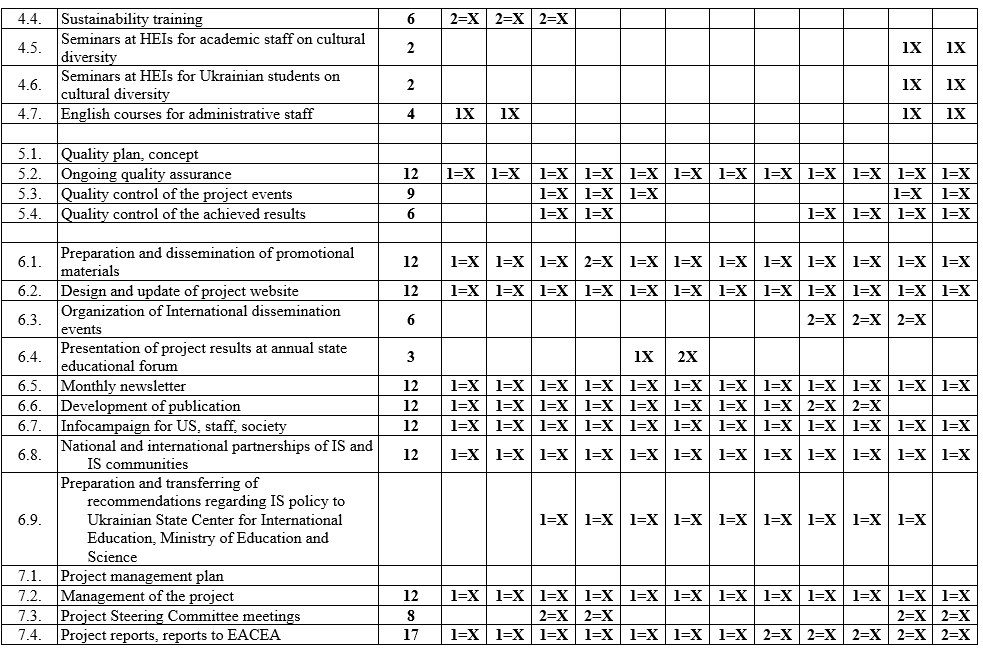 4.4. Sustainability training 6 2=X 2=X 2=X
4.5. Seminars at HEIs for academic staff on cultural
diversity 2 1X 1X
4.6. Seminars at HEIs for Ukrainian students on
cultural diversity 2 1X 1X
4.7. English courses for administrative staff 4 1X 1X 1X 1X
5.1. Quality plan, concept
5.2. Ongoing quality assurance 12 1=X 1=X 1=X 1=X 1=X 1=X 1=X 1=X 1=X 1=X 1=X 1=X
5.3. Quality control of the project events 9 1=X 1=X 1=X 1=X 1=X
5.4. Quality control of the achieved results 6 1=X 1=X 1=X 1=X 1=X 1=X
6.1. Preparation and dissemination of promotional
materials 12 1=X 1=X 1=X 2=X 1=X 1=X 1=X 1=X 1=X 1=X 1=X 1=X
6.2. Design and update of project website 12 1=X 1=X 1=X 1=X 1=X 1=X 1=X 1=X 1=X 1=X 1=X 1=X
6.3. Organization of International dissemination
events 6 2=X 2=X 2=X
6.4. Presentation of project results at annual state
educational forum 3 1X 2X
6.5. Monthly newsletter 12 1=X 1=X 1=X 1=X 1=X 1=X 1=X 1=X 1=X 1=X 1=X 1=X
6.6. Development of publication 12 1=X 1=X 1=X 1=X 1=X 1=X 1=X 1=X 2=X 2=X
6.7. Infocampaign for US, staff, society 12 1=X 1=X 1=X 1=X 1=X 1=X 1=X 1=X 1=X 1=X 1=X 1=X
6.8. National and international partnerships of IS and
IS communities 12 1=X 1=X 1=X 1=X 1=X 1=X 1=X 1=X 1=X 1=X 1=X 1=X
6.9. Preparation and transferring of
recommendations regarding IS policy to
Ukrainian State Center for International
Education, Ministry of Education and
Science 1=X 1=X 1=X 1=X 1=X 1=X 1=X 1=X 1=X
7.1. Project management plan
7.2. Management of the project 12 1=X 1=X 1=X 1=X 1=X 1=X 1=X 1=X 1=X 1=X 1=X 1=X
7.3. Project Steering Committee meetings 8 2=X 2=X 2=X 2=X
7.4. Project reports, reports to EACEA 17 1=X 1=X 1=X 1=X 1=X 1=X 1=X 2=X 2=X 2=X 2=X 2=X